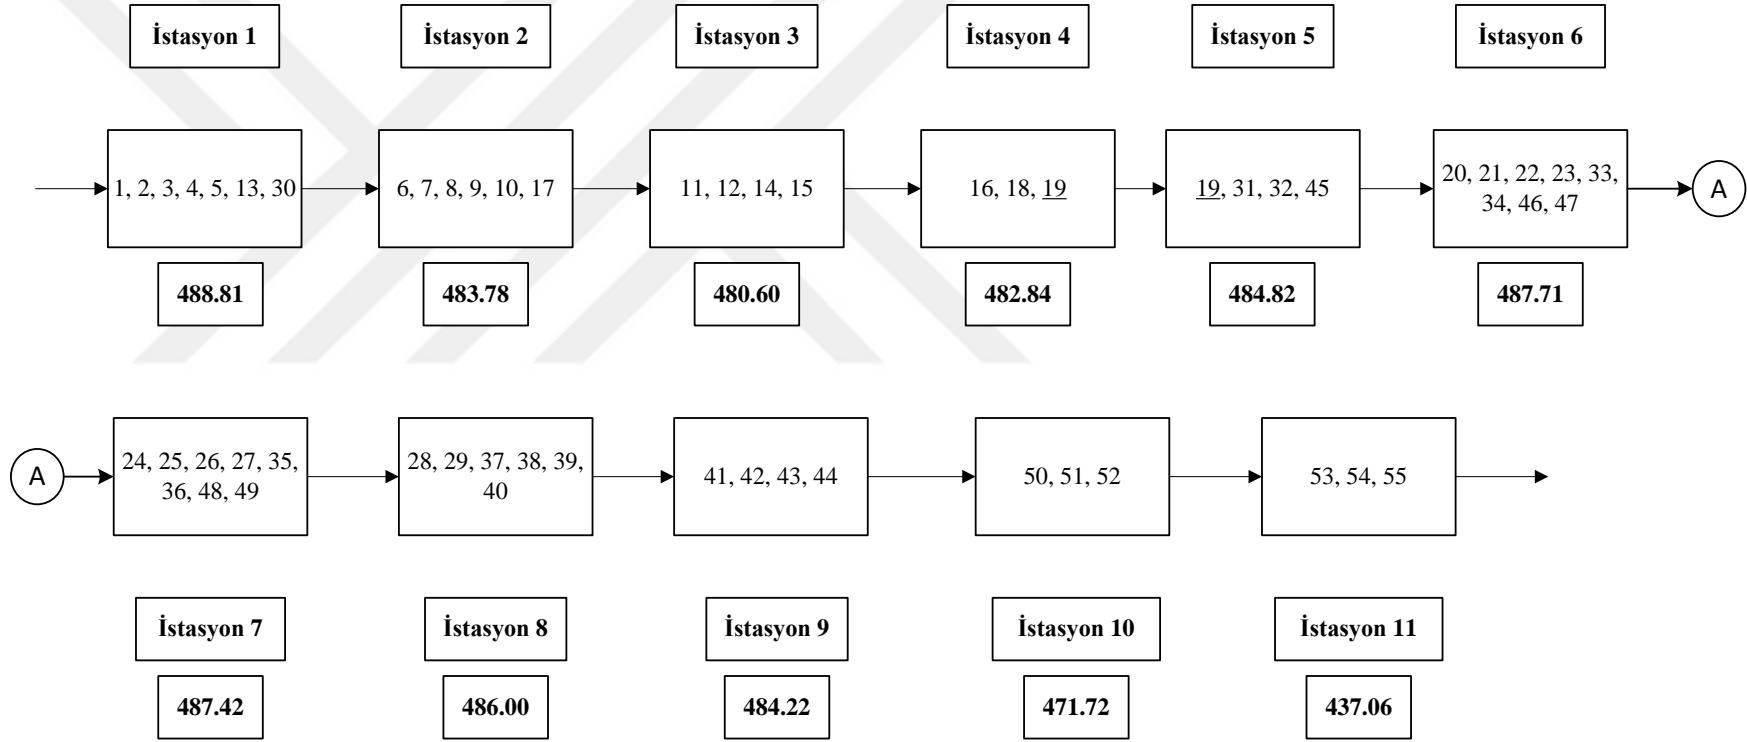 İstasyon 1
İstasyon 2
İstasyon 3
İstasyon 4
İstasyon 5
İstasyon 6
1, 2, 3, 4, 5, 13, 30
6, 7, 8, 9, 10, 17
11, 12, 14, 15
16, 18, 19
19, 31, 32, 45
20, 21, 22, 23, 33,
34, 46, 47
A
488.81
483.78
480.60
482.84
484.82
487.71
A
24, 25, 26, 27, 35,
36, 48, 49
28, 29, 37, 38, 39,
40
41, 42, 43, 44
50, 51, 52
53, 54, 55
İstasyon 7
İstasyon 8
İstasyon 9
İstasyon 10
İstasyon 11
487.42
486.00
484.22
471.72
437.06